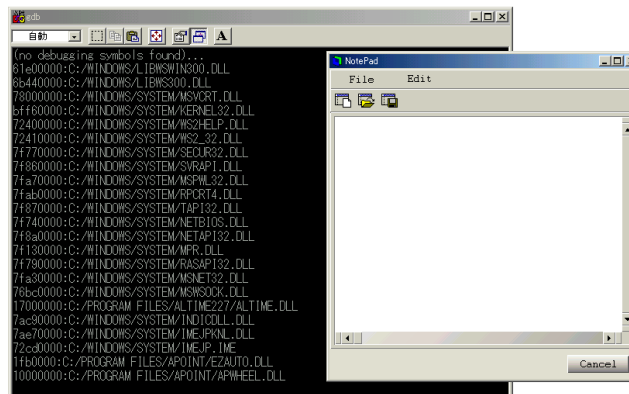 gdb
自動
A
(no debugging symbols found)...
61e00000:C:/WINDOWS/LIBWSWIN300.DLL
6b440000:C:/WINDOWS/LIBWS300.DLL
78000000:C:/WINDOWS/SYSTEM/MSVCRT.DLL
bff60000:C:/WINDOWS/SYSTEM/KERNEL32.DLL
72400000:C:/WINDOWS/SYSTEM/WS2HELP.DLL
72410000:C:/WINDOWS/SYSTEM/WS2_32.DLL
7f770000:C:/WINDOWS/SYSTEM/SECUR32.DLL
7f860000:C:/WINDOWS/SYSTEM/SVRAPI.DLL
7fa70000:C:/WINDOWS/SYSTEM/MSPWL32.DLL
7fab0000:C:/WINDOWS/SYSTEM/RPCRT4.DLL
7f870000:C:/WINDOWS/SYSTEM/TAPI32.DLL
7f740000:C:/WINDOWS/SYSTEM/NETBIOS.DLL
7f8a0000:C:/WINDOWS/SYSTEM/NETAPI32.DLL
7f130000:C:/WINDOWS/SYSTEM/MPR.DLL
7f790000:C:/WINDOWS/SYSTEM/RASAPI32.DLL
7fa30000:C:/WINDOWS/SYSTEM/MSNET32.DLL
76bc0000:C:/WINDOWS/SYSTEM/MSWSOCK.DLL
17000000:C:/PROGRAM FILES/ALTIME227/ALTIME.DLL
7ac90000:C:/WINDOWS/SYSTEM/INDICDLL.DLL
7ae70000:C:/WINDOWS/SYSTEM/IMEJPKNL.DLL
72cd0000:C:/WINDOWS/SYSTEM/IMEJP.IME
1fb0000:C:/PROGRAM FILES/APOINT/EZAUTO.DLL
10000000:C:/PROGRAM FILES/APOINT/APWHEEL.DLL
NotePad
File Edit
Cancel